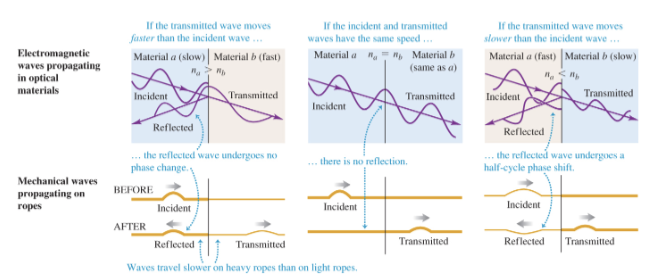 If the transmitted wave moves
faster than the incident wave …
If the incident and transmitted
waves have the same speed …
If the transmitted wave moves
slower than the incident wave …
Electromagnetic
waves propagating
in optical
materials
Material a (slow)
Material b (fast)
nₐ > n_b
Incident
Transmitted
Reflected
Material a
nₐ = n_b
Material b
(same as a)
Incident
Transmitted
Material a (fast)
Material b (slow)
nₐ < n_b
Incident
Transmitted
Reflected
… the reflected wave undergoes no
phase change.
… there is no reflection.
… the reflected wave undergoes a
half-cycle phase shift.
Mechanical waves
propagating on
ropes
BEFORE
Incident
Incident
Incident
AFTER
Reflected
Transmitted
Transmitted
Reflected
Transmitted
Waves travel slower on heavy ropes than on light ropes.